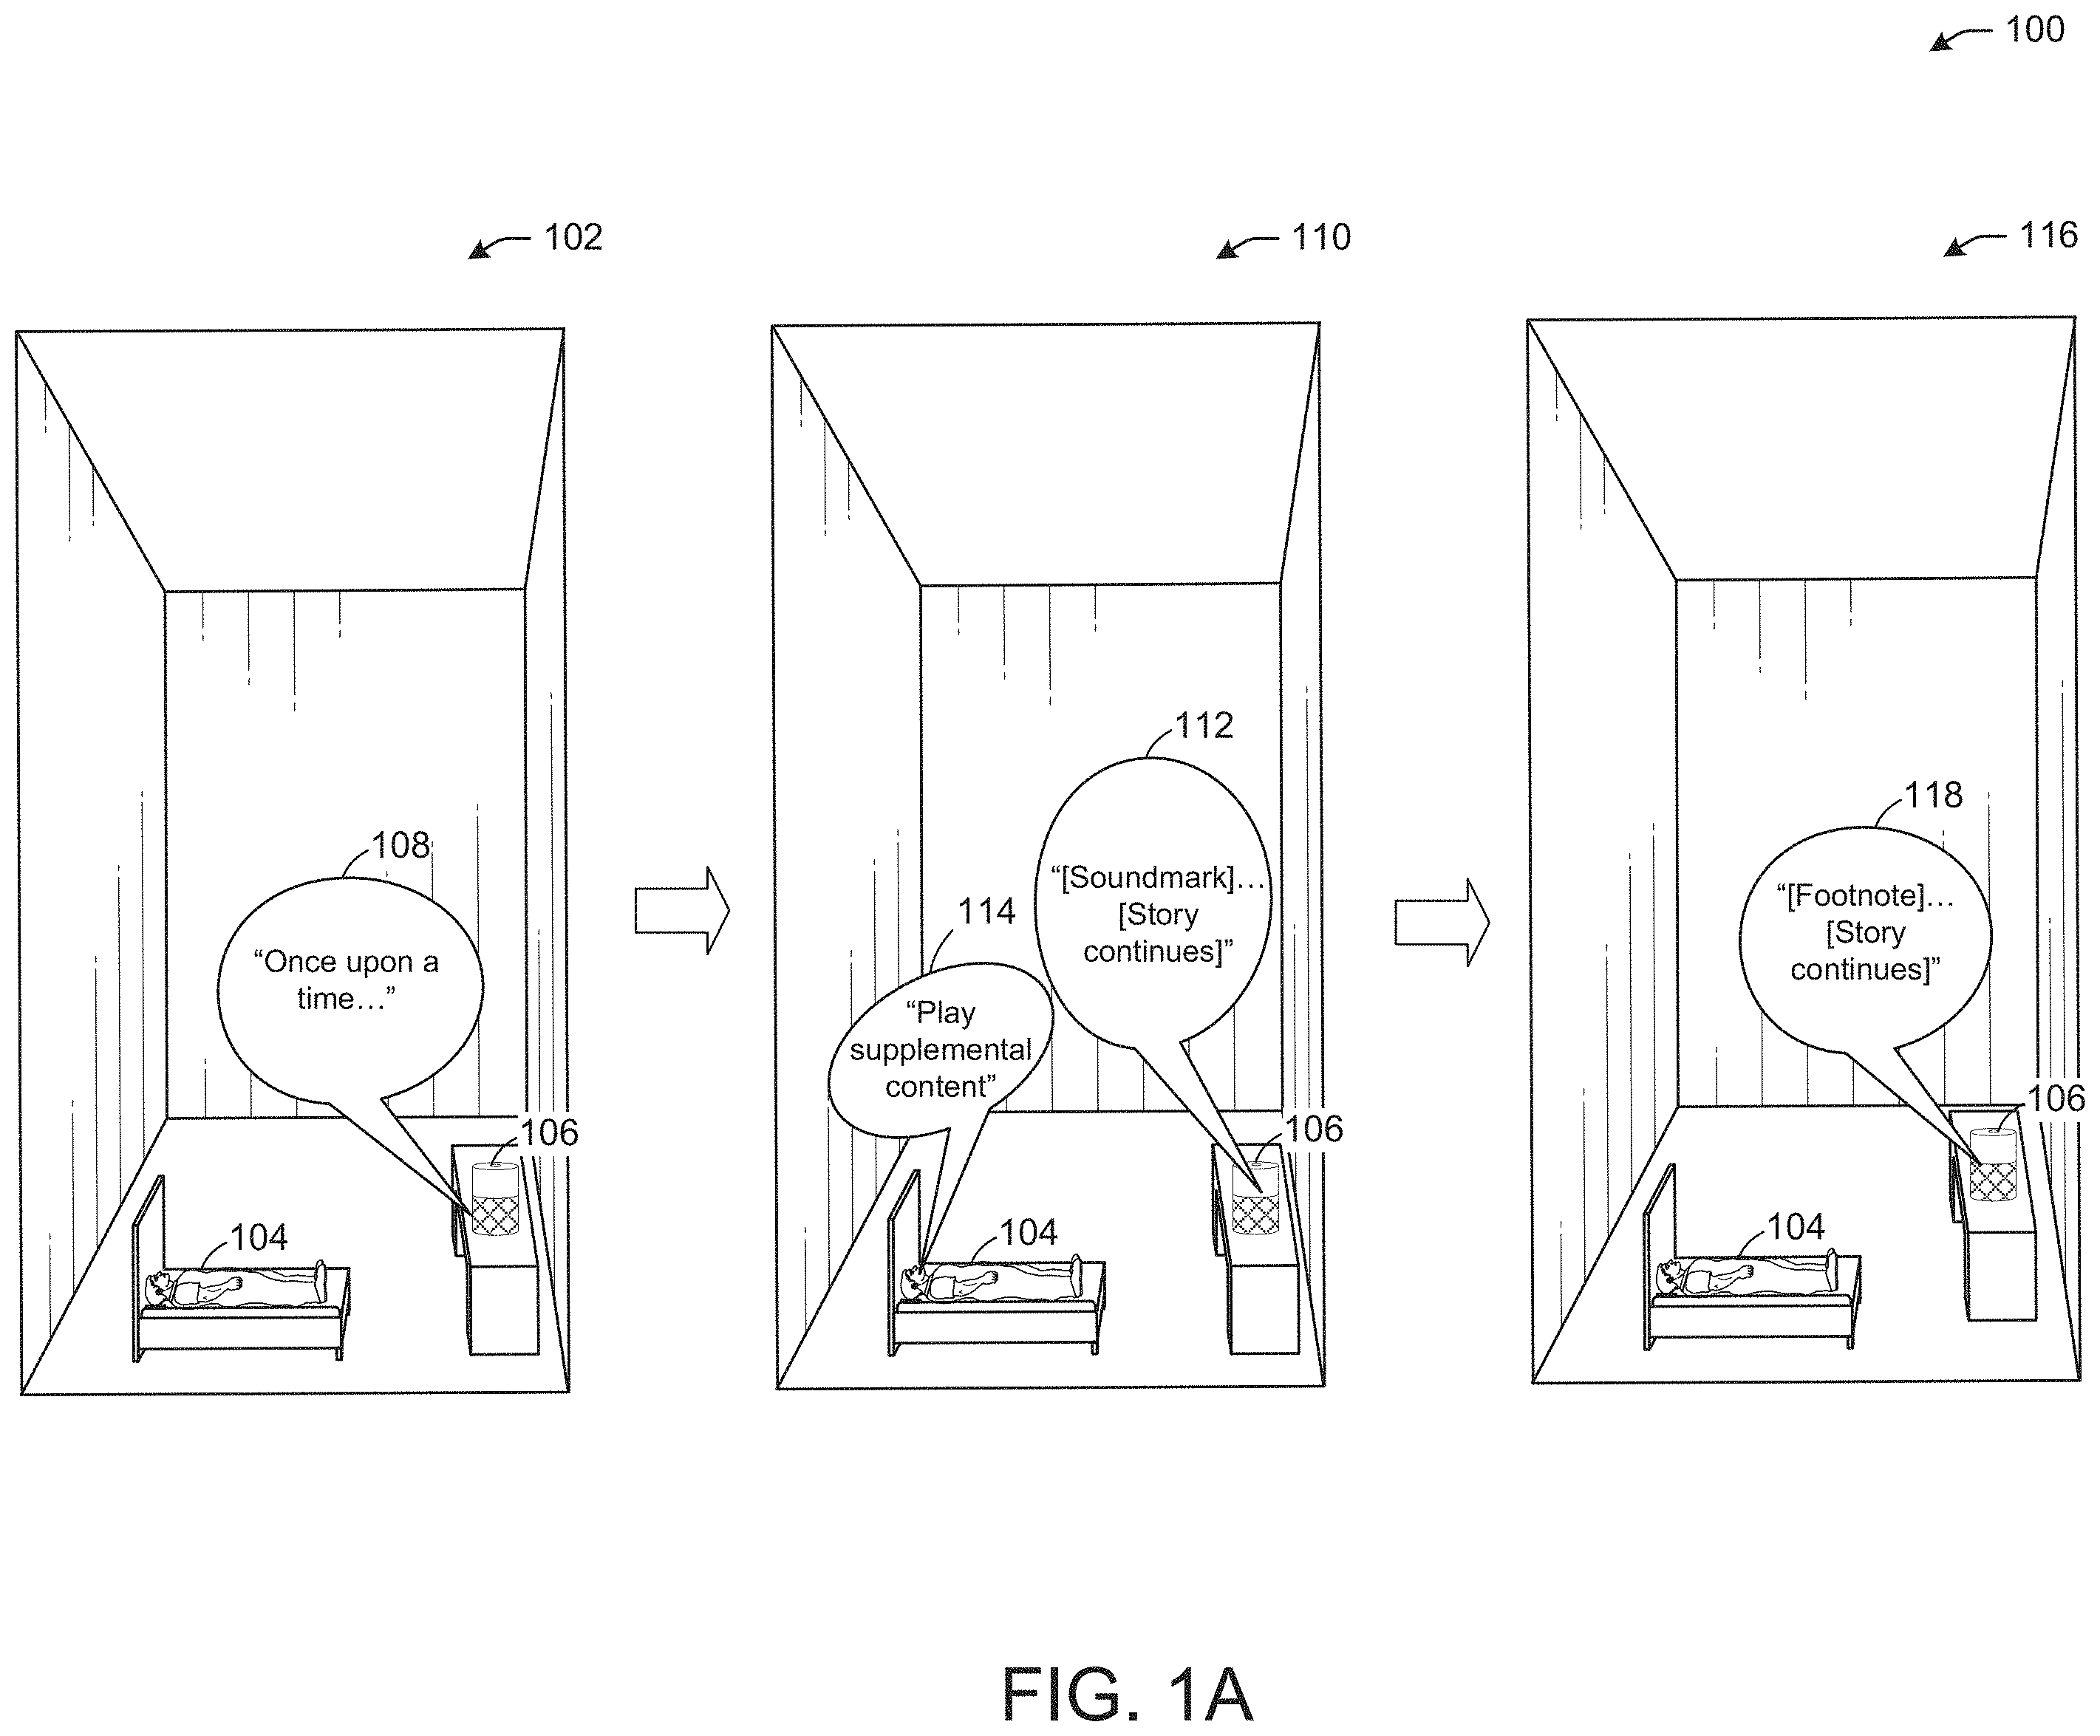 100
102
110
116
108
“Once upon a
time…”
106
104
112
“[Soundmark]…
[Story
continues]”
114
“Play
supplemental
content”
106
104
118
“[Footnote]…
[Story
continues]”
106
104
FIG. 1A